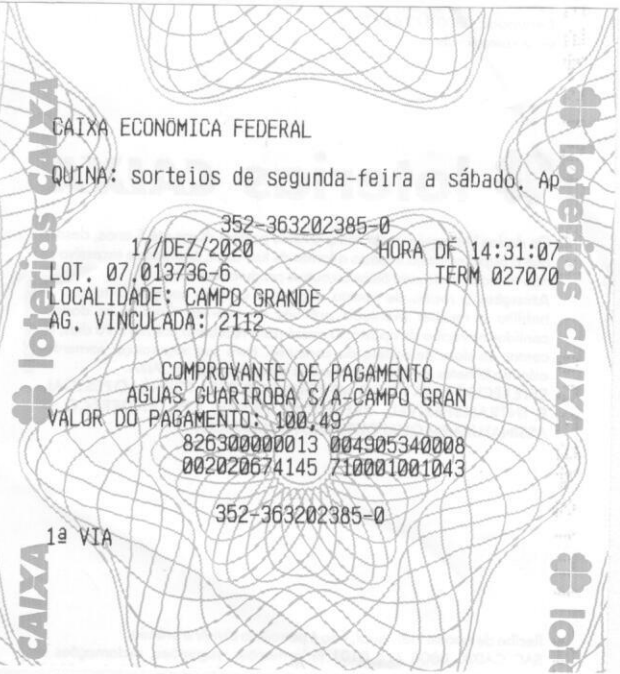 CAIXA ECONÔMICA FEDERAL
QUINA: sorteios de segunda-feira a sábado. Ap
352-363202385-0
17/DEZ/2020 HORA DF 14:31:07
LOT. 07.013736-6 TERM 027070
LOCALIDADE: CAMPO GRANDE
AG. VINCULADA: 2112
COMPROVANTE DE PAGAMENTO
AGUAS GUARIROBA S/A-CAMPO GRAN
VALOR DO PAGAMENTO: 100,49
826300000013 004905340008
002020674145 710001001043
352-363202385-0
1ª VIA
loterias CAIXA
CAIXA
loterias CAIXA
lot